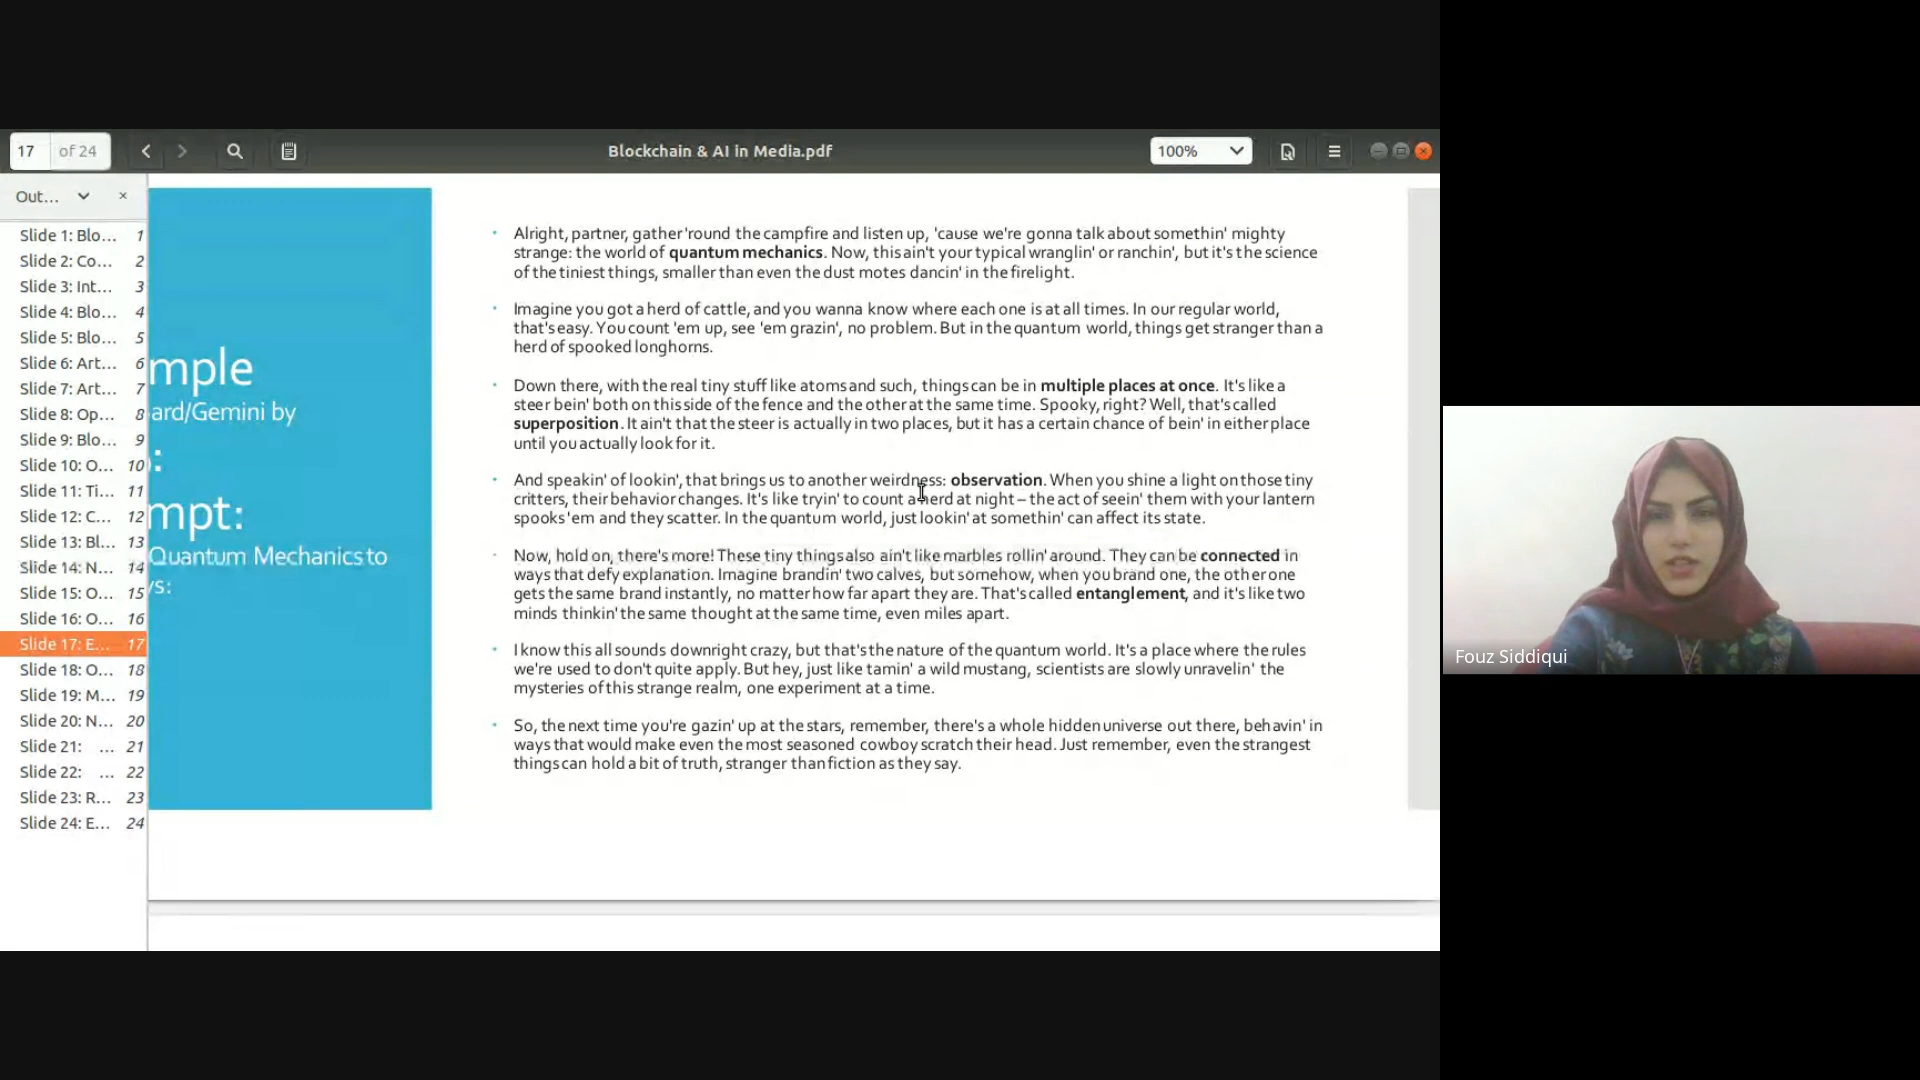 17 of 24
Blockchain & AI in Media.pdf
100%
Out...
Slide 1: Blo... 1
Slide 2: Co... 2
Slide 3: Int... 3
Slide 4: Blo... 4
Slide 5: Blo... 5
Slide 6: Art... 6
Slide 7: Art... 7
Slide 8: Op... 8
Slide 9: Blo... 9
Slide 10: O... 10
Slide 11: Ti... 11
Slide 12: C... 12
Slide 13: Bl... 13
Slide 14: N... 14
Slide 15: O... 15
Slide 16: O... 16
Slide 17: E... 17
Slide 18: O... 18
Slide 19: M... 19
Slide 20: N... 20
Slide 21: ... 21
Slide 22: ... 22
Slide 23: R... 23
Slide 24: E... 24
mple
ard/Gemini by
:
mpt:
Quantum Mechanics to
/s:
Alright, partner, gather 'round the campfire and listen up, 'cause we're gonna talk about somethin' mighty
strange: the world of quantum mechanics. Now, this ain't your typical wranglin' or ranchin', but it's the science
of the tiniest things, smaller than even the dust motes dancin' in the firelight.
Imagine you got a herd of cattle, and you wanna know where each one is at all times. In our regular world,
that's easy. You count 'em up, see 'em grazin', no problem. But in the quantum world, things get stranger than a
herd of spooked longhorns.
Down there, with the real tiny stuff like atoms and such, things can be in multiple places at once. It's like a
steer bein' both on this side of the fence and the other at the same time. Spooky, right? Well, that's called
superposition. It ain't that the steer is actually in two places, but it has a certain chance of bein' in either place
until you actually look for it.
And speakin' of lookin', that brings us to another weirdness: observation. When you shine a light on those tiny
critters, their behavior changes. It's like tryin' to count a herd at night – the act of seein' them with your lantern
spooks 'em and they scatter. In the quantum world, just lookin' at somethin' can affect its state.
Now, hold on, there's more! These tiny things also ain't like marbles rollin' around. They can be connected in
ways that defy explanation. Imagine brandin' two calves, but somehow, when you brand one, the other one
gets the same brand instantly, no matter how far apart they are. That's called entanglement, and it's like two
minds thinkin' the same thought at the same time, even miles apart.
I know this all sounds downright crazy, but that's the nature of the quantum world. It's a place where the rules
we're used to don't quite apply. But hey, just like tamin' a wild mustang, scientists are slowly unravelin' the
mysteries of this strange realm, one experiment at a time.
So, the next time you're gazin' up at the stars, remember, there's a whole hidden universe out there, behavin' in
ways that would make even the most seasoned cowboy scratch their head. Just remember, even the strangest
things can hold a bit of truth, stranger than fiction as they say.
Fouz Siddiqui